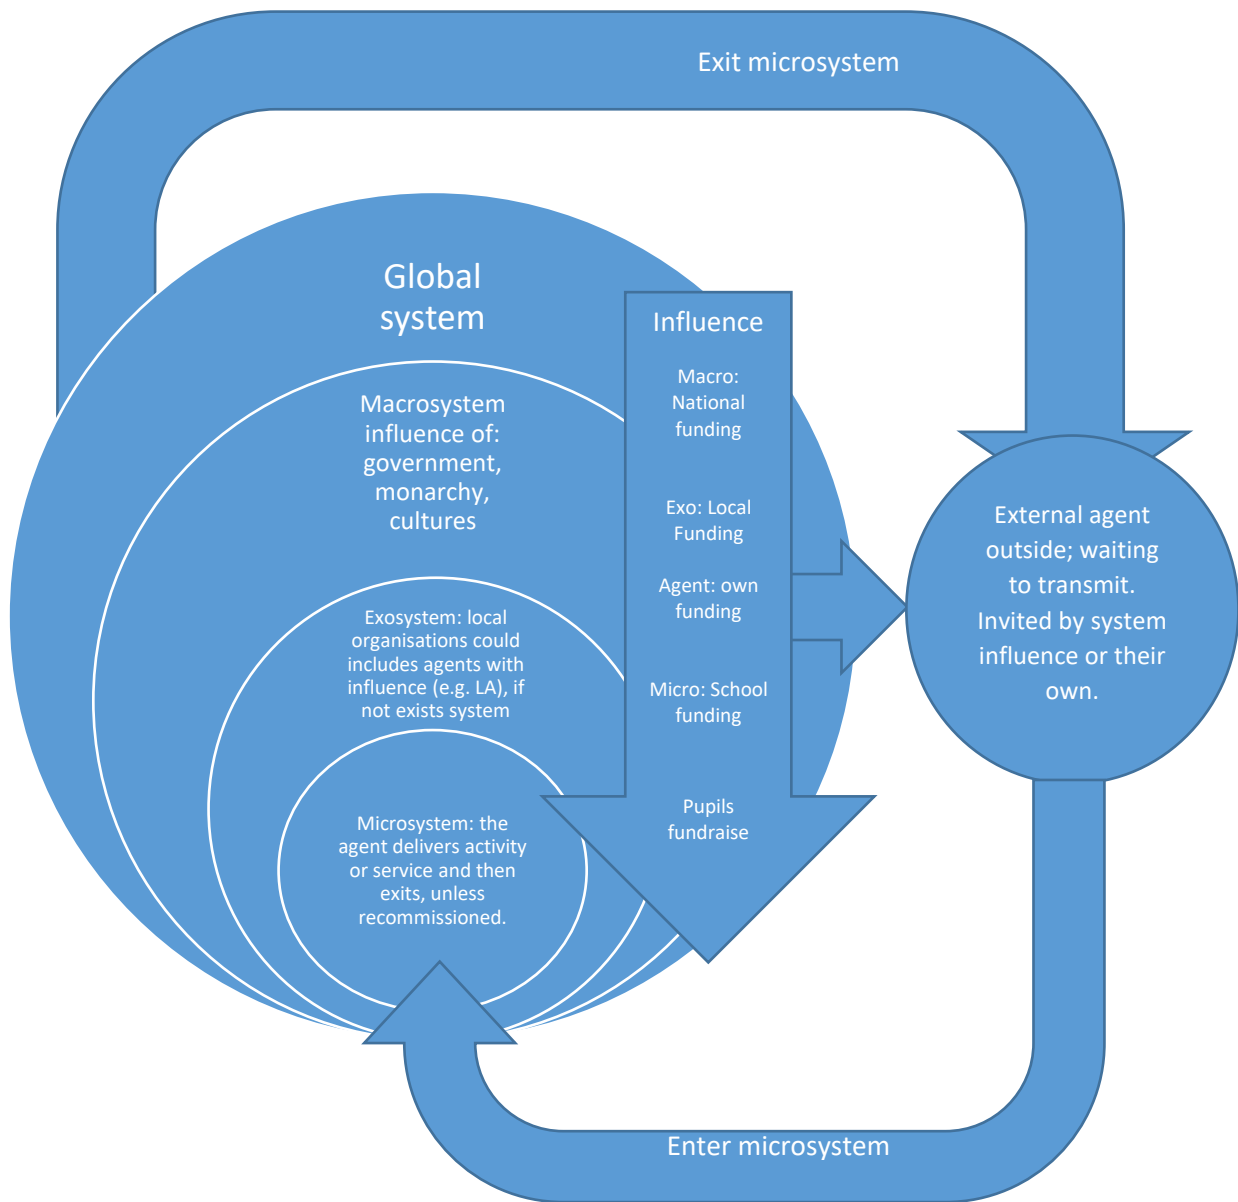 Exit microsystem
Global
system
Macrosystem
influence of:
government,
monarchy,
cultures
Exosystem: local
organisations could
includes agents with
influence (e.g. LA), if
not exists system
Microsystem: the
agent delivers activity
or service and then
exits, unless
recommissioned.
Influence
Macro:
National
funding
Exo: Local
Funding
Agent: own
funding
Micro: School
funding
Pupils
fundraise
External agent
outside; waiting
to transmit.
Invited by system
influence or their
own.
Enter microsystem